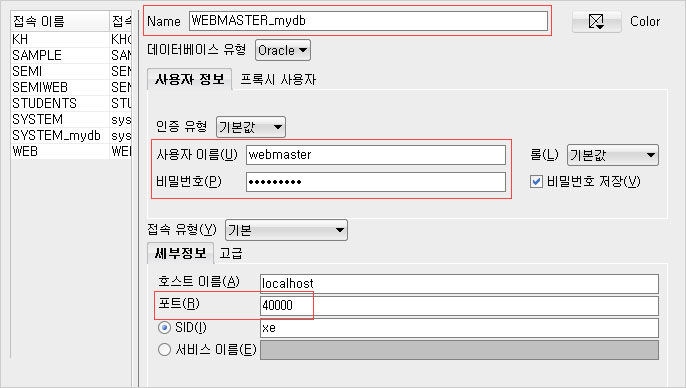 접속 이름 접속
KH KHO
SAMPLE SAM
SEMI SEN
SEMIWEB SEN
STUDENTS STU
SYSTEM sys
SYSTEM_mydb sys
WEB WEI
Name WEBMASTER_mydb Color
데이터베이스 유형 Oracle
사용자 정보 프록시 사용자
인증 유형 기본값
사용자 이름(U) webmaster 롤(L) 기본값
비밀번호(P) ••••••••• 비밀번호 저장(V)
접속 유형(Y) 기본
세부정보 고급
호스트 이름(A) localhost
포트(R) 40000
SID(I) xe
서비스 이름(E)